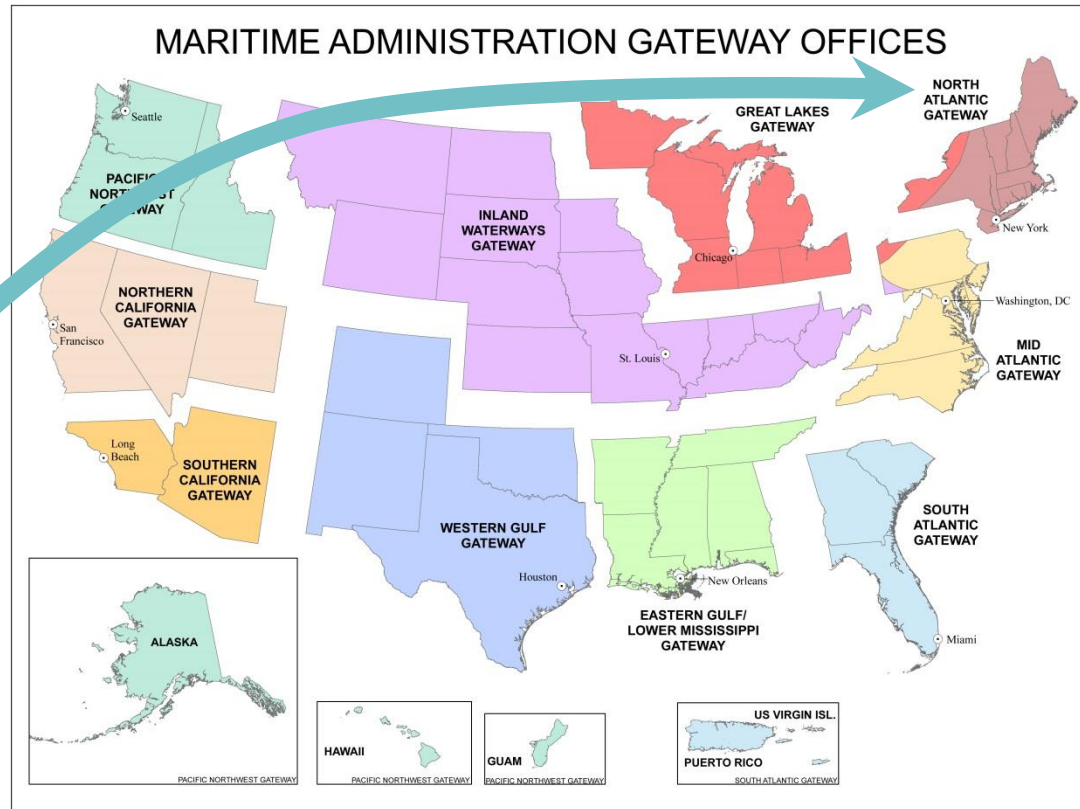 MARITIME ADMINISTRATION GATEWAY OFFICES
Seattle
PACIFIC
NORTHWEST
GATEWAY
INLAND
WATERWAYS
GATEWAY
GREAT LAKES
GATEWAY
Chicago
NORTH
ATLANTIC
GATEWAY
New York
NORTHERN
CALIFORNIA
GATEWAY
San
Francisco
St. Louis
Washington, DC
MID
ATLANTIC
GATEWAY
Long
Beach
SOUTHERN
CALIFORNIA
GATEWAY
WESTERN GULF
GATEWAY
Houston
New Orleans
EASTERN GULF/
LOWER MISSISSIPPI
GATEWAY
SOUTH
ATLANTIC
GATEWAY
Miami
ALASKA
PACIFIC NORTHWEST GATEWAY
HAWAII
PACIFIC NORTHWEST GATEWAY
GUAM
PACIFIC NORTHWEST GATEWAY
US VIRGIN ISL.
PUERTO RICO
SOUTH ATLANTIC GATEWAY